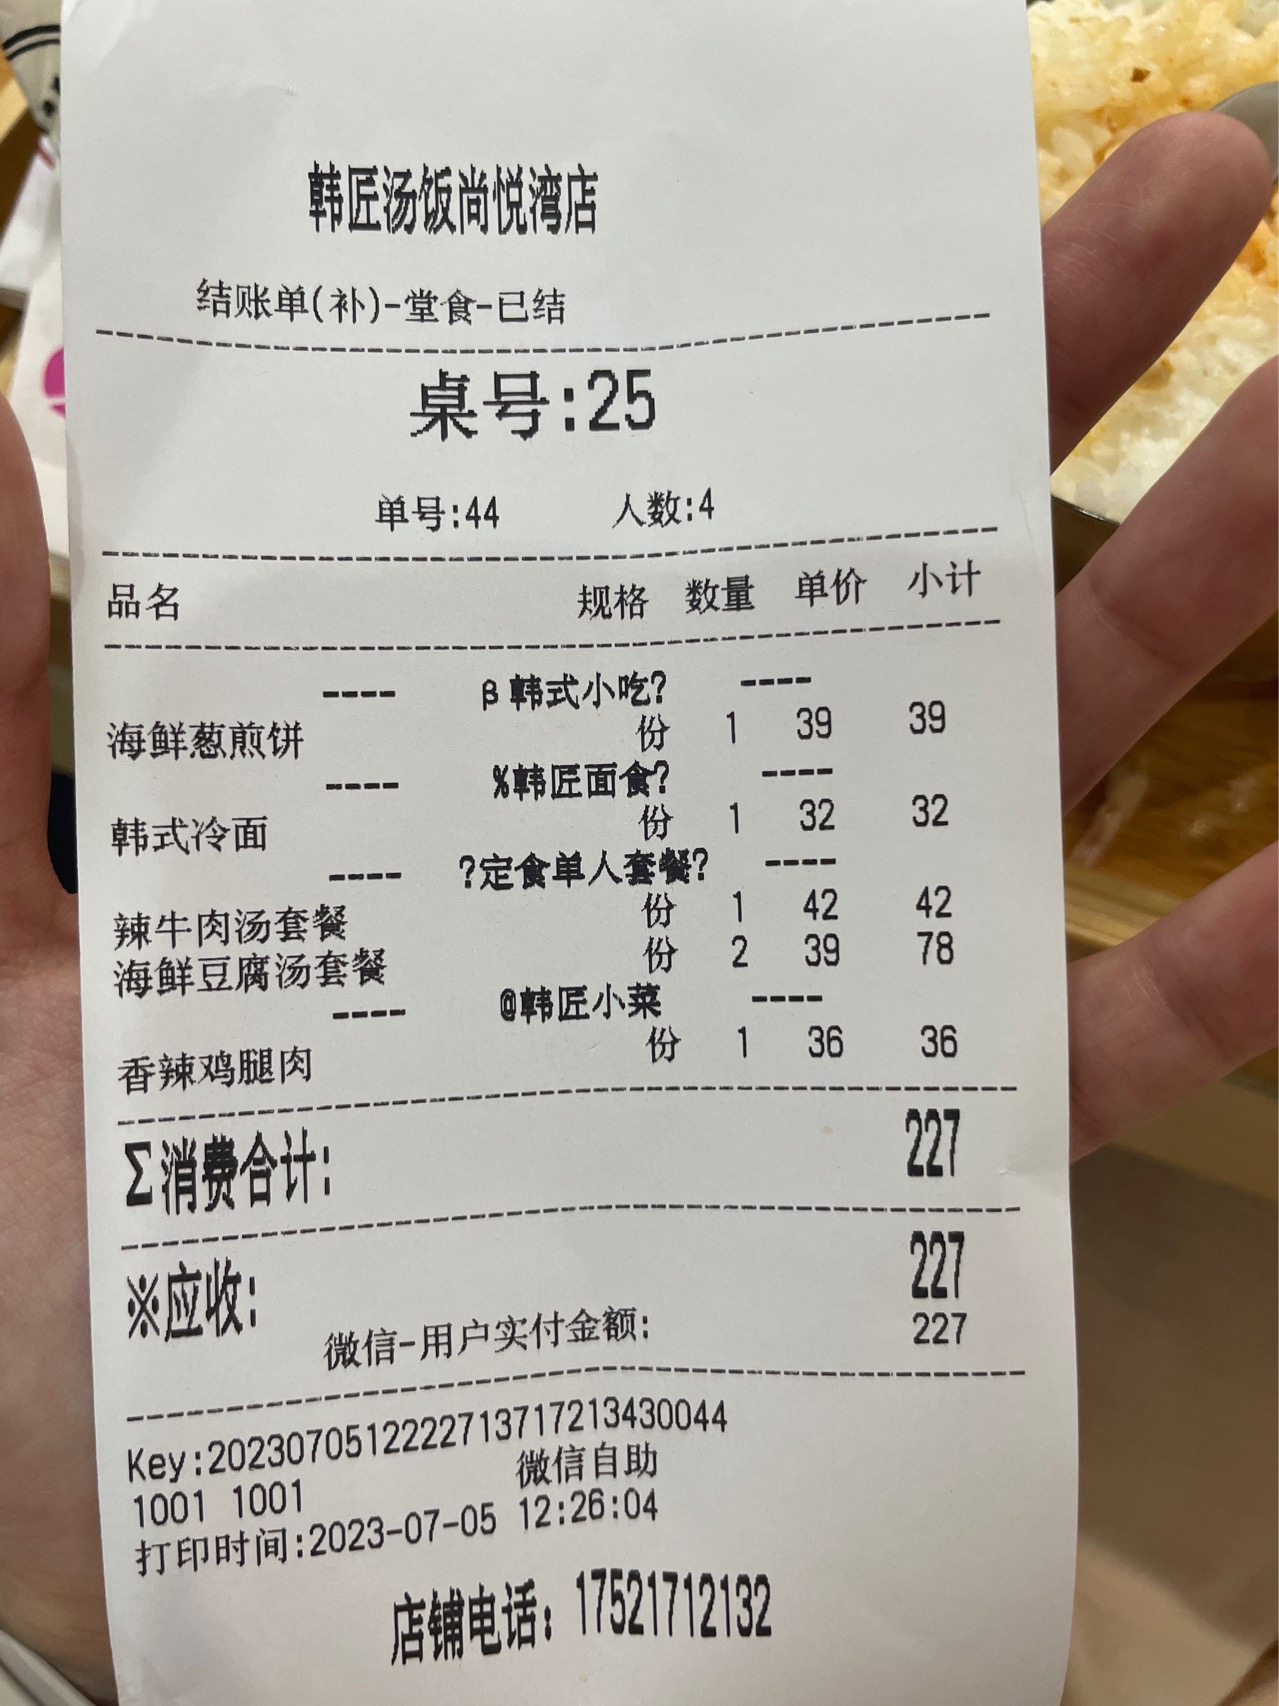 韩匠汤饭尚悦湾店
结账单(补)-堂食-已结
桌号:25
单号:44 人数:4
品名 规格 数量 单价 小计
---- β韩式小吃? ----
海鲜葱煎饼 份 1 39 39
---- %韩匠面食? ----
韩式冷面 份 1 32 32
---- ?定食单人套餐? ----
辣牛肉汤套餐 份 1 42 42
海鲜豆腐汤套餐 份 2 39 78
---- @韩匠小菜 ----
香辣鸡腿肉 份 1 36 36
Σ消费合计: 227
※应收: 227
微信-用户实付金额: 227
Key:2023070512222713717213430044
1001 1001 微信自助
打印时间:2023-07-05 12:26:04
店铺电话: 17521712132